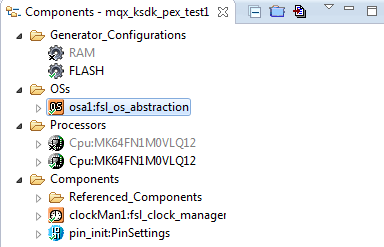 Components - mqx_ksdk_pex_test1
Generator_Configurations
RAM
FLASH
OSs
OS osa1:fsl_os_abstraction
Processors
Cpu:MK64FN1M0VLQ12
Cpu:MK64FN1M0VLQ12
Components
Referenced_Components
clockMan1:fsl_clock_manager
pin_init:PinSettings